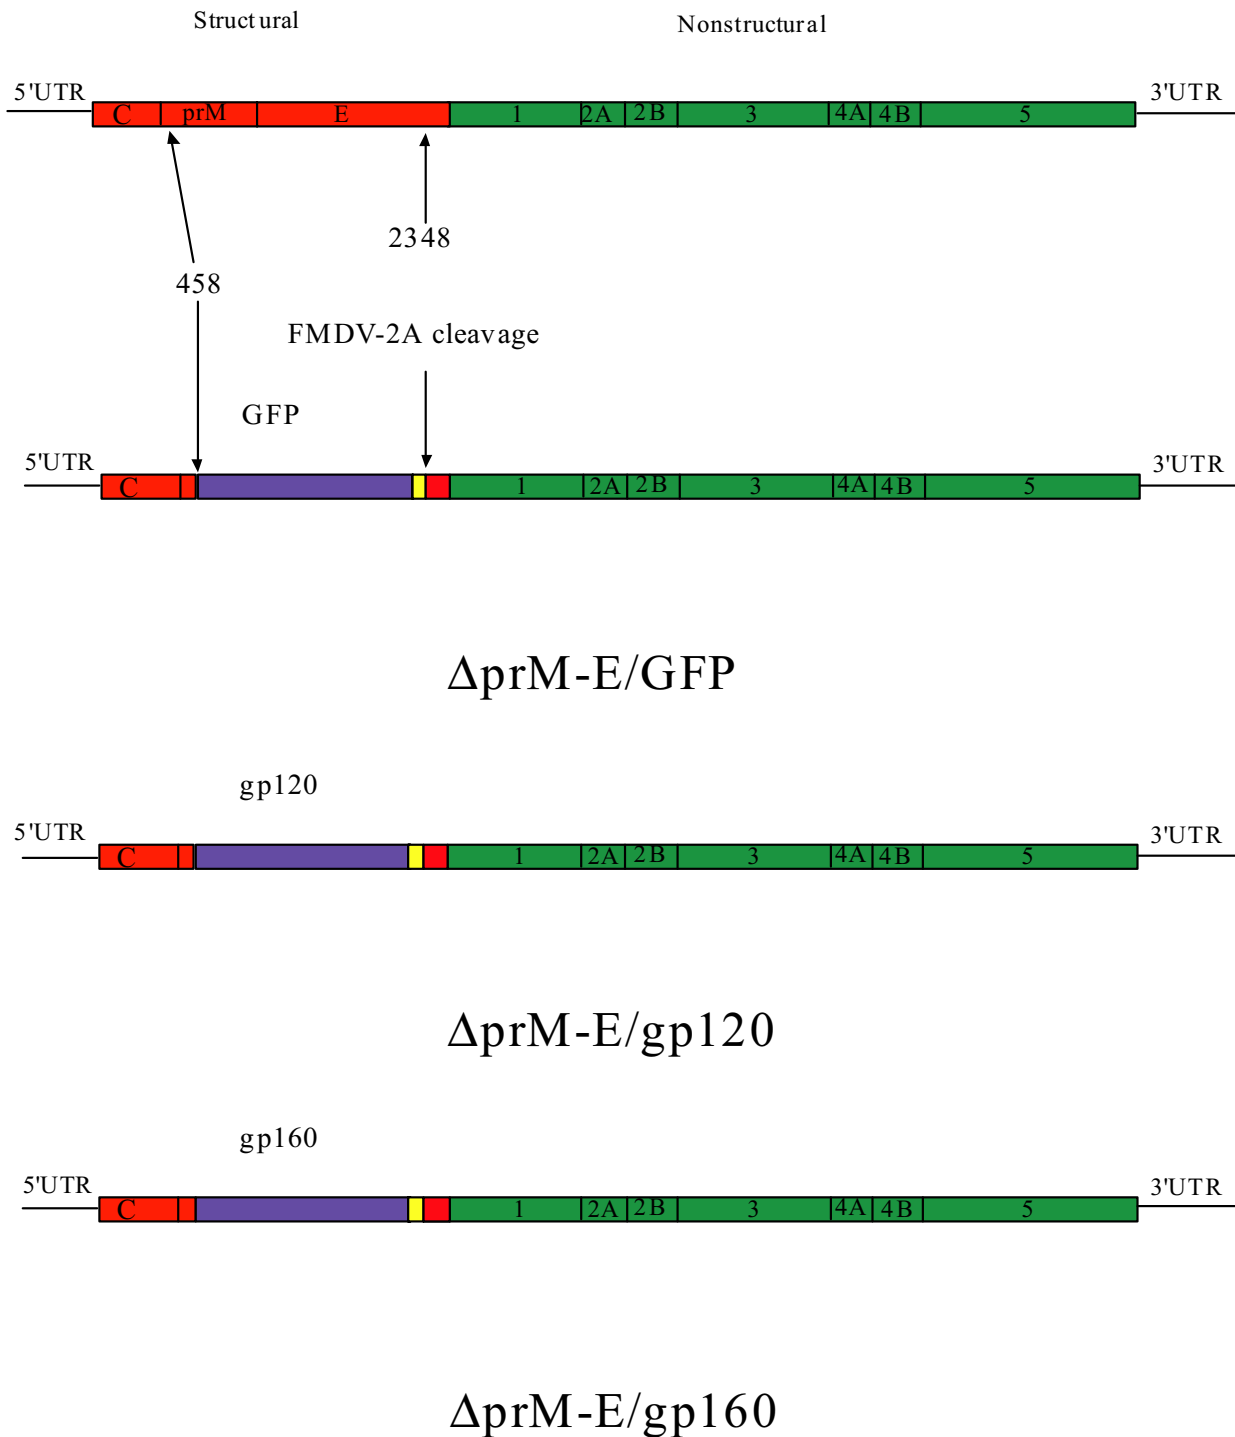 Structural Nonstructural
5'UTR C prM E 1 2A 2B 3 4A 4B 5 3'UTR
2348
458
FMDV-2A cleavage
GFP
5'UTR C 1 2A 2B 3 4A 4B 5 3'UTR
ΔprM-E/GFP
gp120
5'UTR C 1 2A 2B 3 4A 4B 5 3'UTR
ΔprM-E/gp120
gp160
5'UTR C 1 2A 2B 3 4A 4B 5 3'UTR
ΔprM-E/gp160